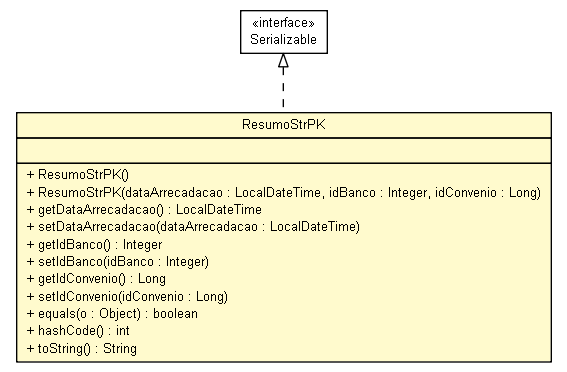 «interface»
Serializable
ResumoStrPK
+ ResumoStrPK()
+ ResumoStrPK(dataArrecadacao : LocalDateTime, idBanco : Integer, idConvenio : Long)
+ getDataArrecadacao() : LocalDateTime
+ setDataArrecadacao(dataArrecadacao : LocalDateTime)
+ getIdBanco() : Integer
+ setIdBanco(idBanco : Integer)
+ getIdConvenio() : Long
+ setIdConvenio(idConvenio : Long)
+ equals(o : Object) : boolean
+ hashCode() : int
+ toString() : String